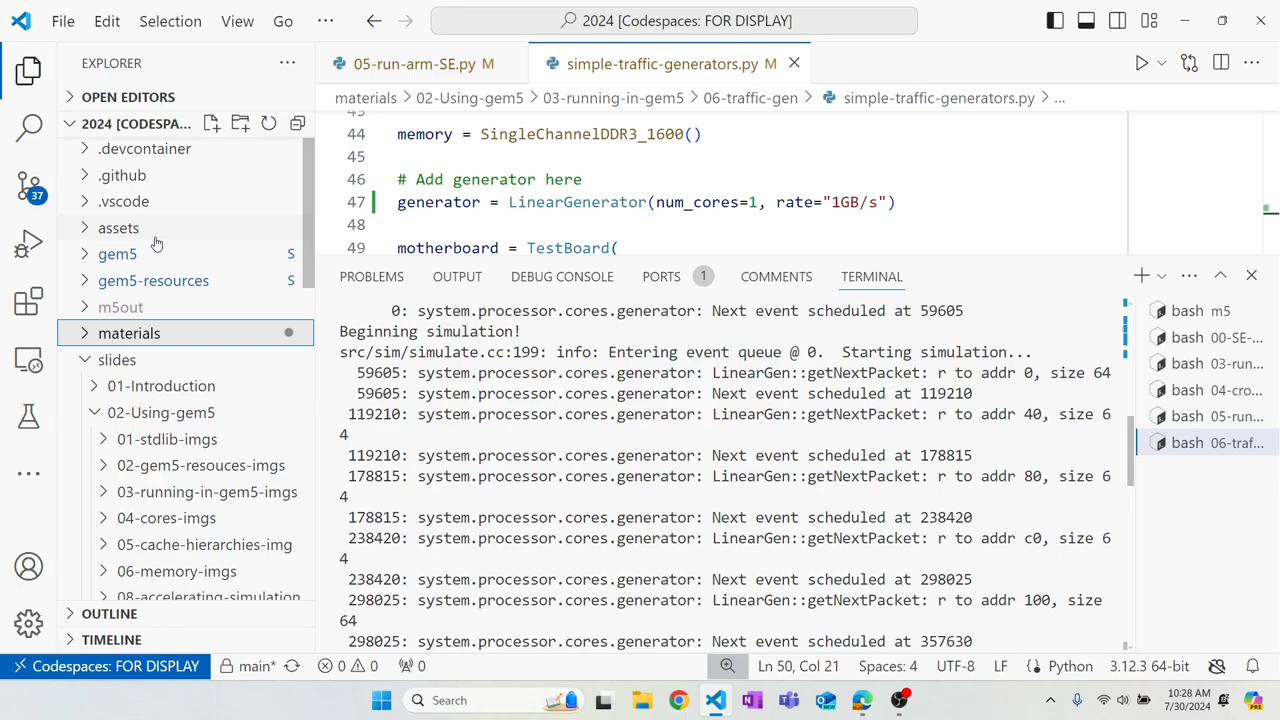 File Edit Selection View Go ··· 2024 [Codespaces: FOR DISPLAY]
EXPLORER
OPEN EDITORS
2024 [CODESPA...
.devcontainer
.github
.vscode
assets
gem5 S
gem5-resources S
m5out
materials
slides
01-Introduction
02-Using-gem5
01-stdlib-imgs
02-gem5-resouces-imgs
03-running-in-gem5-imgs
04-cores-imgs
05-cache-hierarchies-img
06-memory-imgs
08-accelerating-simulation
OUTLINE
TIMELINE
37
05-run-arm-SE.py M simple-traffic-generators.py M
materials > 02-Using-gem5 > 03-running-in-gem5 > 06-traffic-gen > simple-traffic-generators.py > ...
43
44 memory = SingleChannelDDR3_1600()
45
46 # Add generator here
47 generator = LinearGenerator(num_cores=1, rate="1GB/s")
48
49 motherboard = TestBoard(
PROBLEMS OUTPUT DEBUG CONSOLE PORTS 1 COMMENTS TERMINAL
0: system.processor.cores.generator: Next event scheduled at 59605
Beginning simulation!
src/sim/simulate.cc:199: info: Entering event queue @ 0. Starting simulation...
59605: system.processor.cores.generator: LinearGen::getNextPacket: r to addr 0, size 64
59605: system.processor.cores.generator: Next event scheduled at 119210
119210: system.processor.cores.generator: LinearGen::getNextPacket: r to addr 40, size 6
4
119210: system.processor.cores.generator: Next event scheduled at 178815
178815: system.processor.cores.generator: LinearGen::getNextPacket: r to addr 80, size 6
4
178815: system.processor.cores.generator: Next event scheduled at 238420
238420: system.processor.cores.generator: LinearGen::getNextPacket: r to addr c0, size 6
4
238420: system.processor.cores.generator: Next event scheduled at 298025
298025: system.processor.cores.generator: LinearGen::getNextPacket: r to addr 100, size
64
298025: system.processor.cores.generator: Next event scheduled at 357630
bash m5
bash 00-SE-...
bash 03-run...
bash 04-cro...
bash 05-run...
bash 06-traf...
Codespaces: FOR DISPLAY main* 0 0 0 Ln 50, Col 21 Spaces: 4 UTF-8 LF Python 3.12.3 64-bit
Search
10:28 AM
7/30/2024